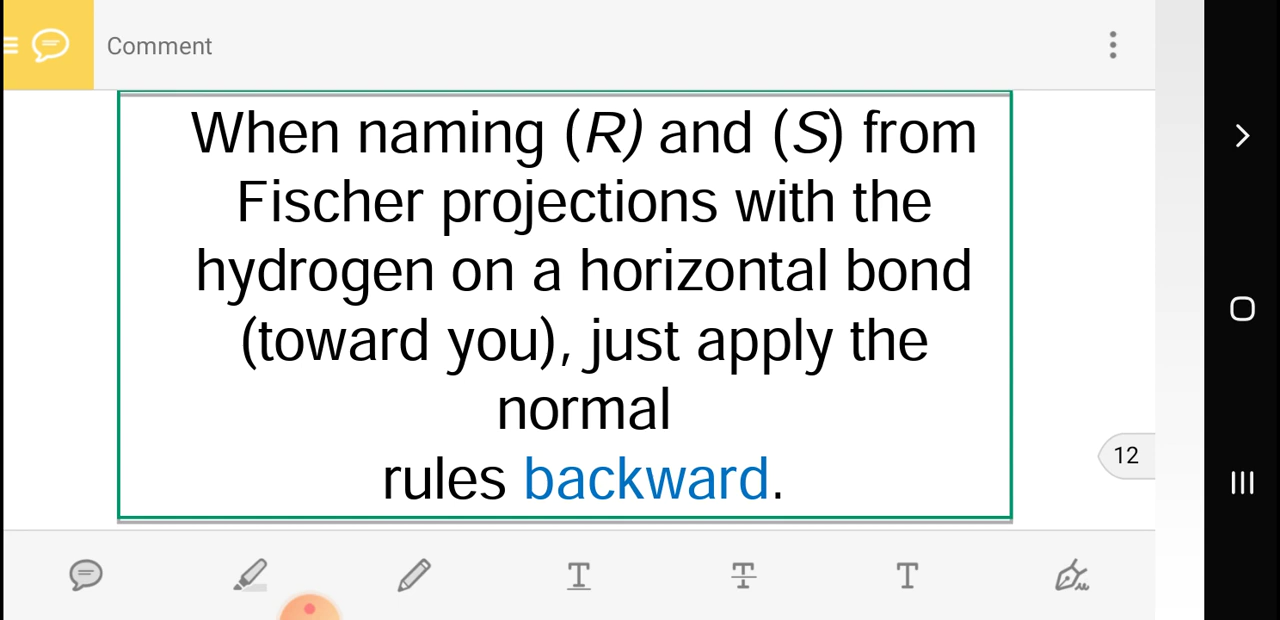 Comment
When naming (R) and (S) from
Fischer projections with the
hydrogen on a horizontal bond
(toward you), just apply the
normal
rules backward.
12